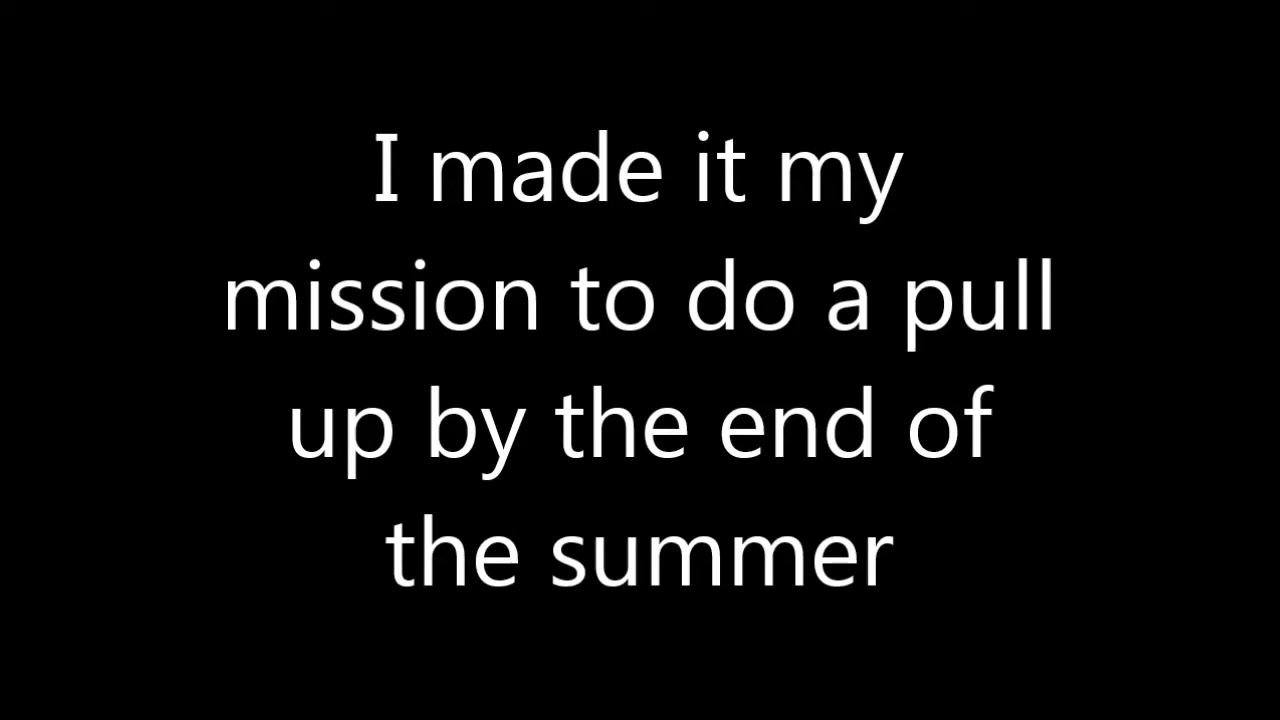 I made it my
mission to do a pull
up by the end of
the summer